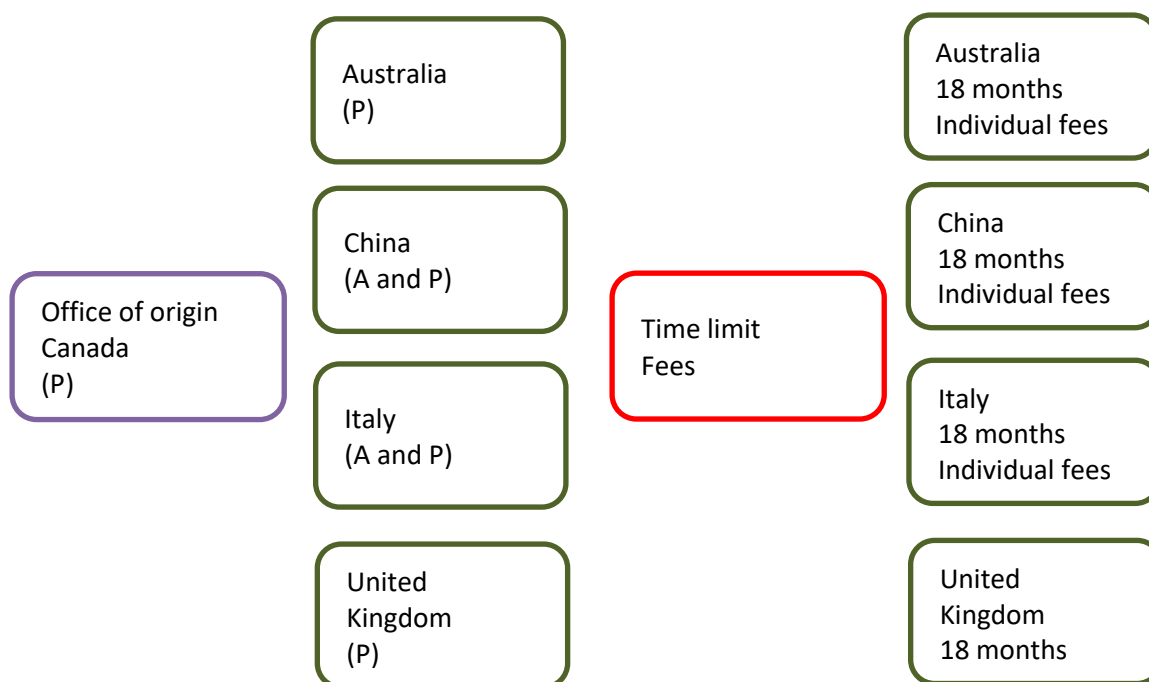 Office of origin
Canada
(P)
Australia
(P)
China
(A and P)
Italy
(A and P)
United
Kingdom
(P)
Time limit
Fees
Australia
18 months
Individual fees
China
18 months
Individual fees
Italy
18 months
Individual fees
United
Kingdom
18 months